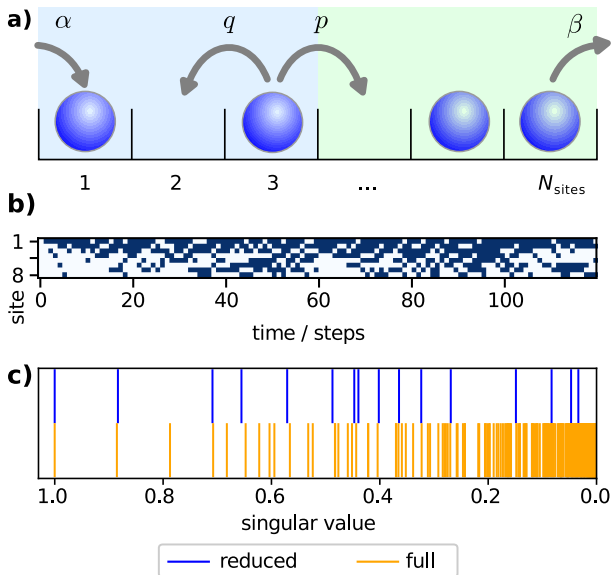 a)
α q p β
1 2 3 ... N_sites
b)
site
1
8
0 20 40 60 80 100
time / steps
c)
1.0 0.8 0.6 0.4 0.2 0.0
singular value
reduced full